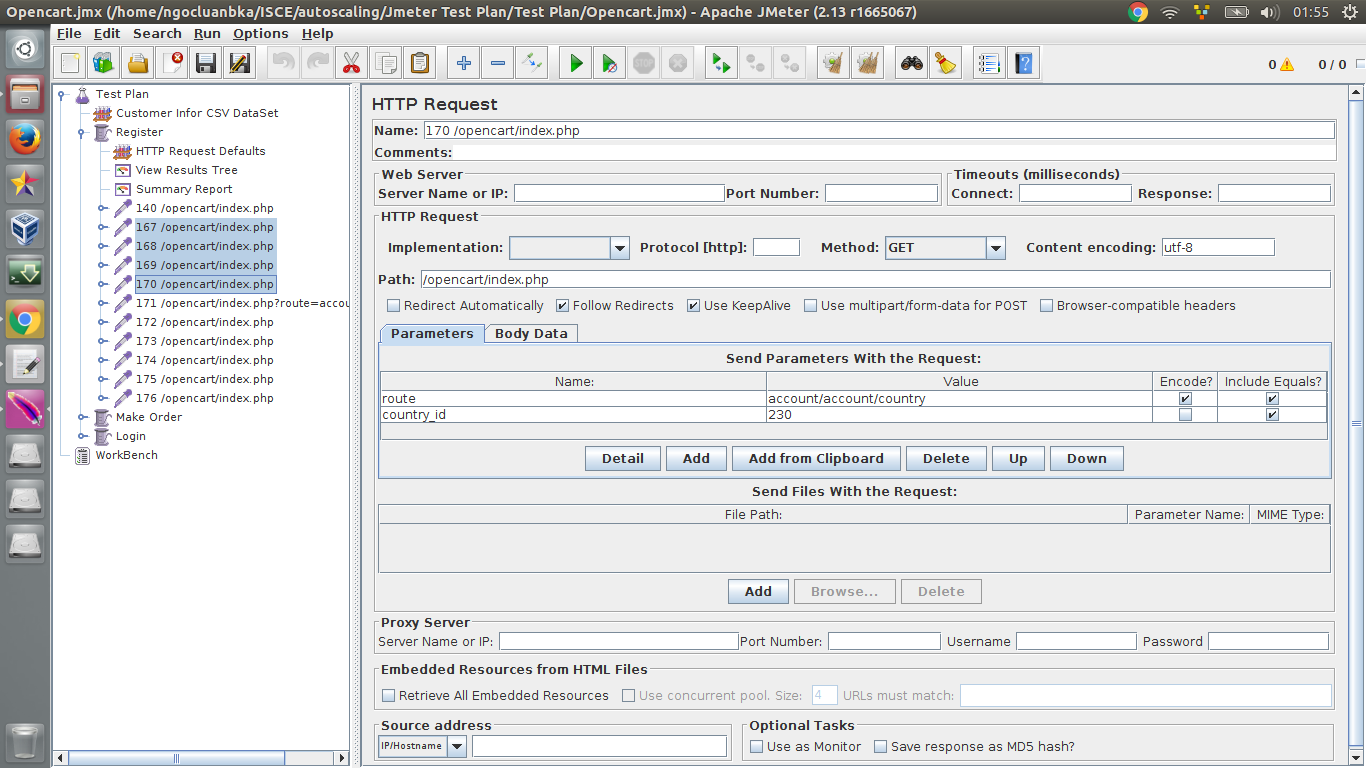 Opencart.jmx (/home/ngocluanbka/ISCE/autoscaling/Jmeter Test Plan/Test Plan/Opencart.jmx) - Apache JMeter (2.13 r1665067)
01:55
File Edit Search Run Options Help
0
0 / 0
Test Plan
Customer Infor CSV DataSet
Register
HTTP Request Defaults
View Results Tree
Summary Report
140 /opencart/index.php
167 /opencart/index.php
168 /opencart/index.php
169 /opencart/index.php
170 /opencart/index.php
171 /opencart/index.php?route=accou
172 /opencart/index.php
173 /opencart/index.php
174 /opencart/index.php
175 /opencart/index.php
176 /opencart/index.php
Make Order
Login
WorkBench
HTTP Request
Name: 170 /opencart/index.php
Comments:
Web Server
Server Name or IP: Port Number:
Timeouts (milliseconds)
Connect: Response:
HTTP Request
Implementation: Protocol [http]: Method: GET Content encoding: utf-8
Path: /opencart/index.php
Redirect Automatically Follow Redirects Use KeepAlive Use multipart/form-data for POST Browser-compatible headers
Parameters Body Data
Send Parameters With the Request:
Name: Value Encode? Include Equals?
route account/account/country
country_id 230
Detail Add Add from Clipboard Delete Up Down
Send Files With the Request:
File Path: Parameter Name: MIME Type:
Add Browse... Delete
Proxy Server
Server Name or IP: Port Number: Username Password
Embedded Resources from HTML Files
Retrieve All Embedded Resources Use concurrent pool. Size: 4 URLs must match:
Source address
IP/Hostname
Optional Tasks
Use as Monitor Save response as MD5 hash?